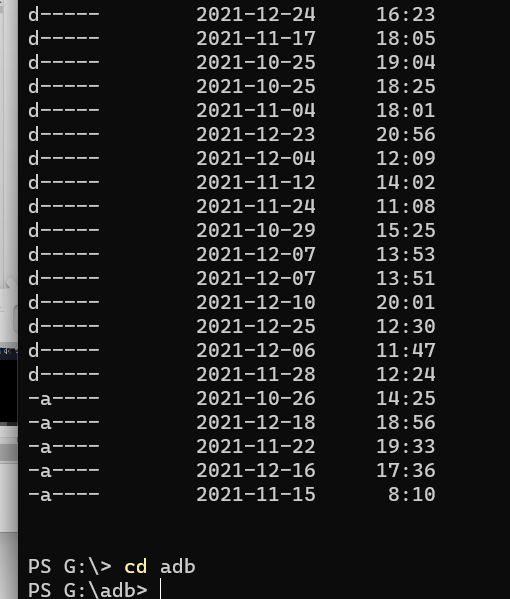 d-----        2021-12-24     16:23
d-----        2021-11-17     18:05
d-----        2021-10-25     19:04
d-----        2021-10-25     18:25
d-----        2021-11-04     18:01
d-----        2021-12-23     20:56
d-----        2021-12-04     12:09
d-----        2021-11-12     14:02
d-----        2021-11-24     11:08
d-----        2021-10-29     15:25
d-----        2021-12-07     13:53
d-----        2021-12-07     13:51
d-----        2021-12-10     20:01
d-----        2021-12-25     12:30
d-----        2021-12-06     11:47
d-----        2021-11-28     12:24
-a----        2021-10-26     14:25
-a----        2021-12-18     18:56
-a----        2021-11-22     19:33
-a----        2021-12-16     17:36
-a----        2021-11-15      8:10
PS G:\> cd adb
PS G:\adb>